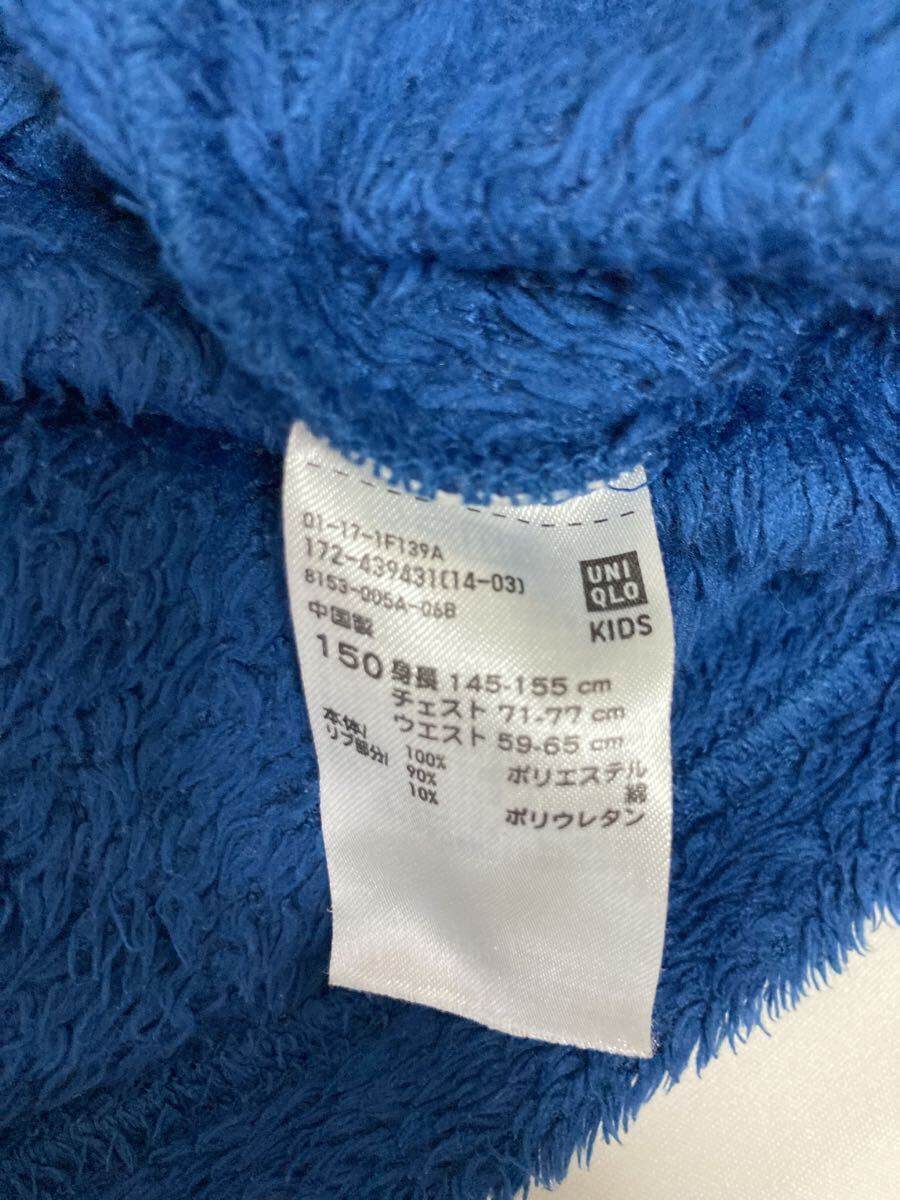 01-17-1F139A
172-439431(14-03)
8153-005A-06B
中国製
UNI
QLO
KIDS
150 身長 145-155 cm
チェスト 71-77 cm
ウエスト 59-65 cm
本体/ 100% ポリエステル
リブ部分/ 90% 綿
10% ポリウレタン